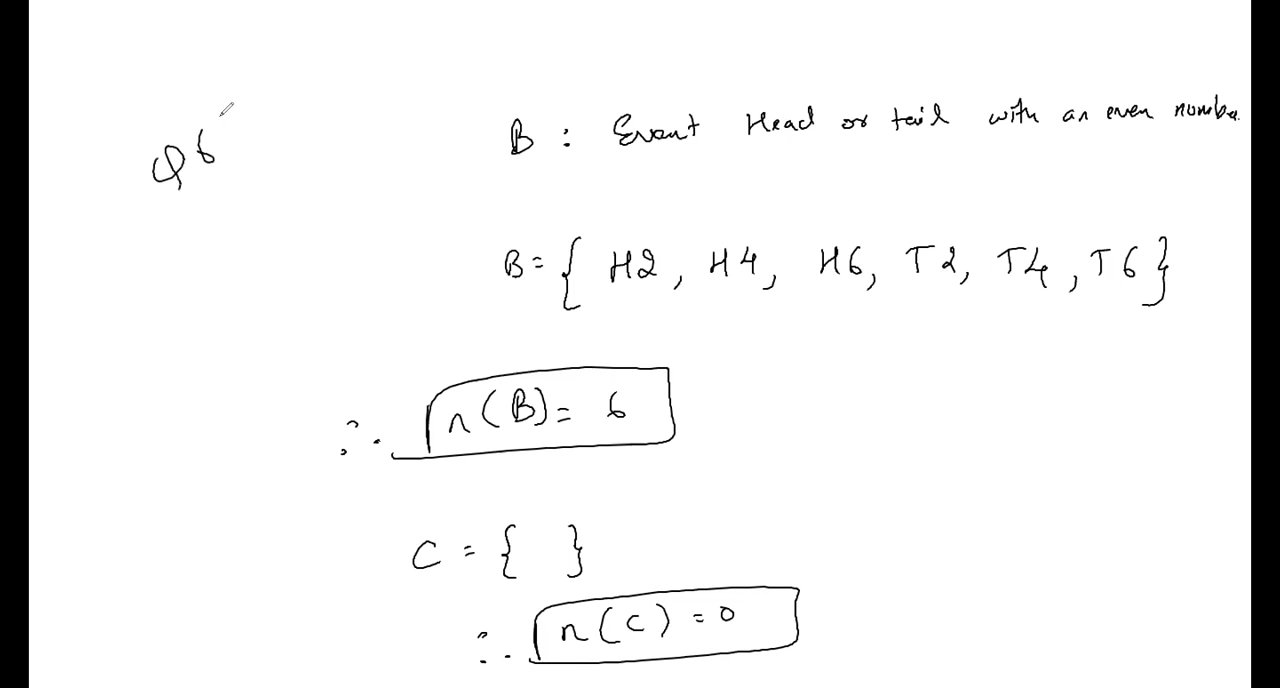 Q6
B : Event Head or tail with an even number.
B = { H2, H4, H6, T2, T4, T6}
∴ n(B) = 6
C = { }
∴ n(C) = 0